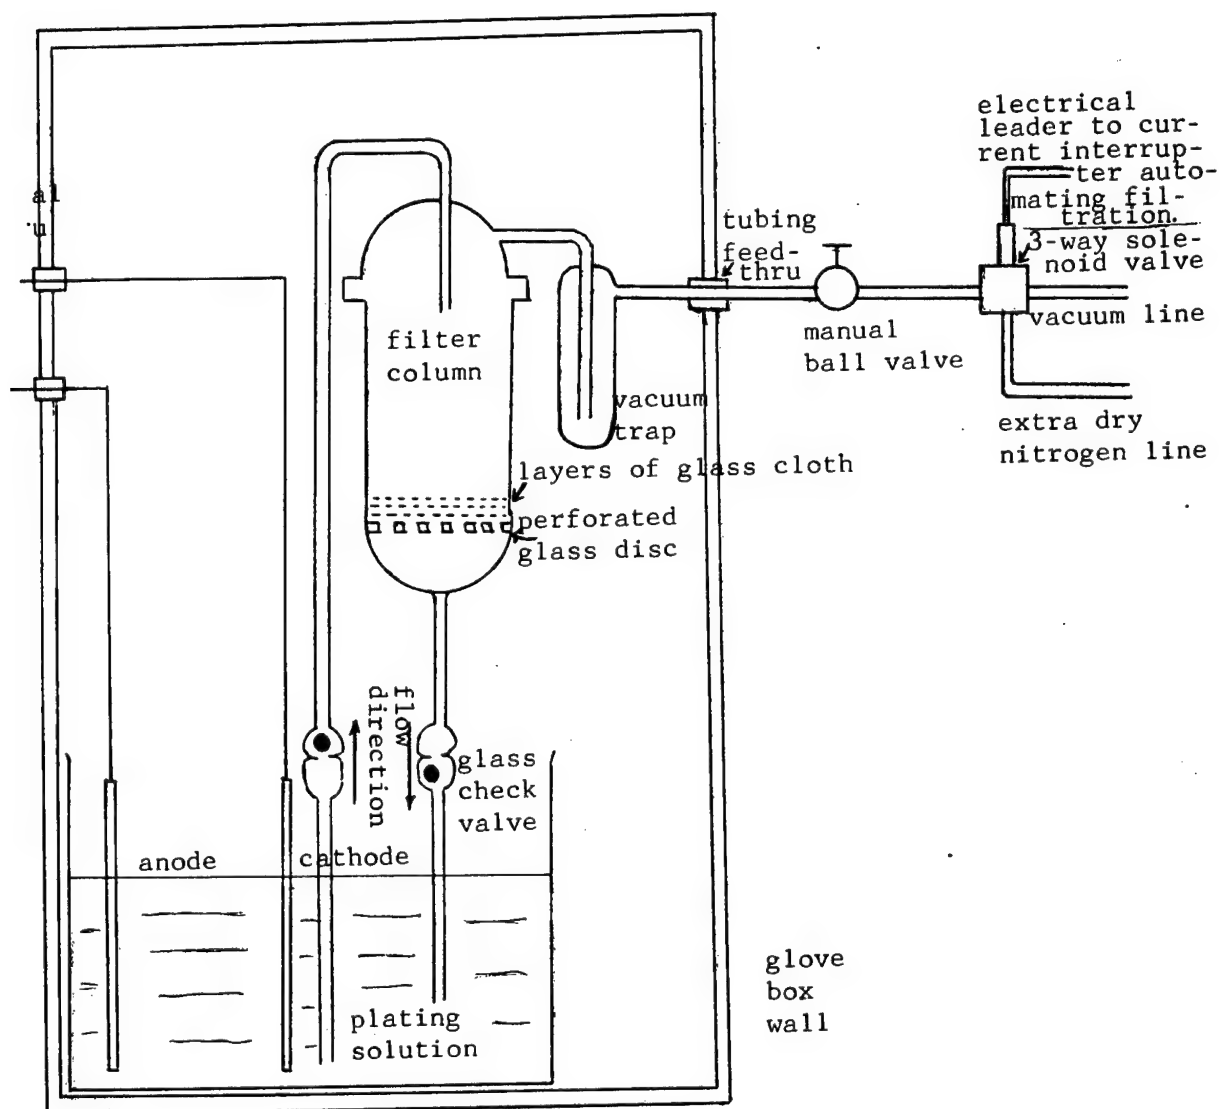 electrical
leader to cur-
rent interrup-
ter auto-
mating fil-
tration.
3-way sole-
noid valve
vacuum line
extra dry
nitrogen line
tubing
feed-
thru
manual
ball valve
al
u
filter
column
vacuum
trap
layers of glass cloth
perforated
glass disc
flow
direction
glass
check
valve
anode
cathode
plating
solution
glove
box
wall